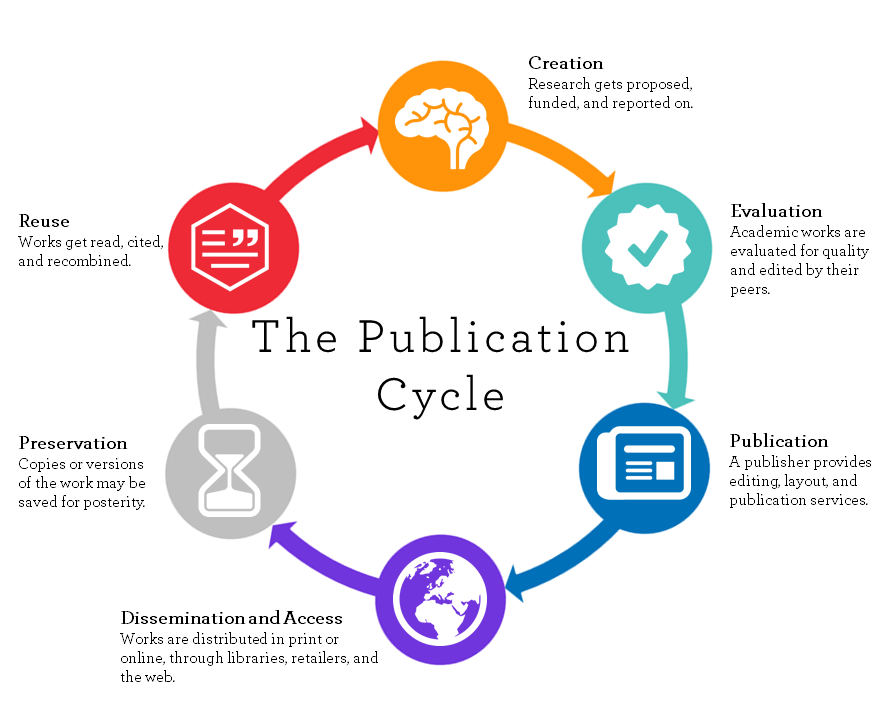 Creation
Research gets proposed,
funded, and reported on.
Evaluation
Academic works are
evaluated for quality
and edited by their
peers.
Reuse
Works get read, cited,
and recombined.
The Publication
Cycle
Publication
A publisher provides
editing, layout, and
publication services.
Preservation
Copies or versions
of the work may be
saved for posterity.
Dissemination and Access
Works are distributed in print or
online, through libraries, retailers, and
the web.